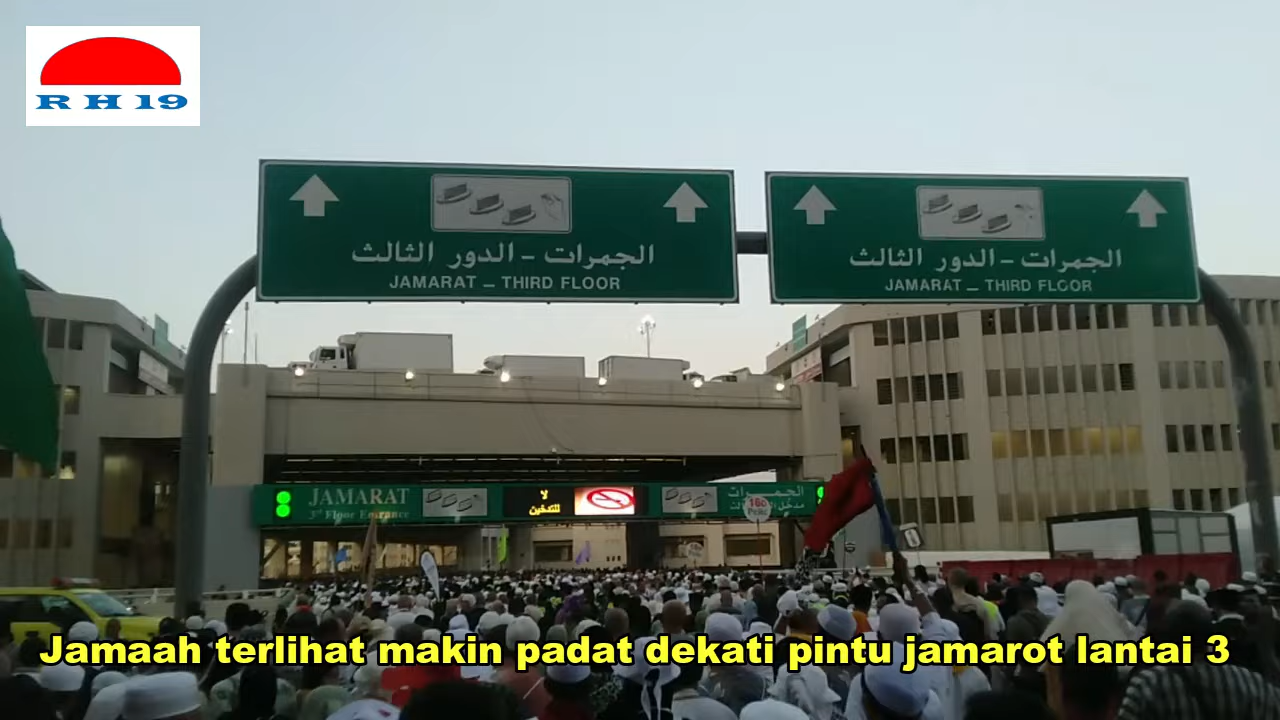 R H 19
الجمرات - الدور الثالث
JAMARAT - THIRD FLOOR
الجمرات - الدور الثالث
JAMARAT - THIRD FLOOR
JAMARAT
3rd Floor Entrance
لا
للتدخين
الجمرات
180
Jamaah terlihat makin padat dekati pintu jamarot lantai 3